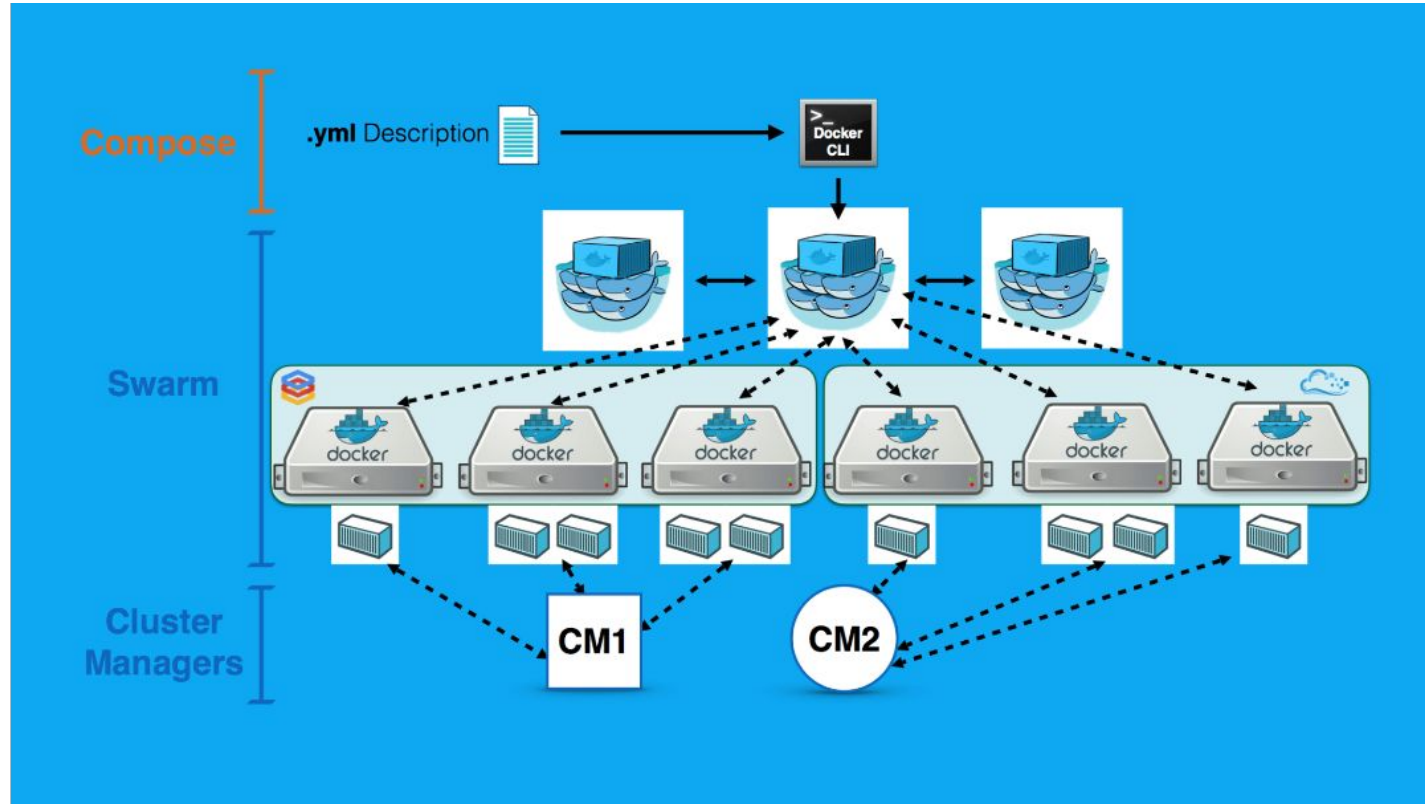 Compose
.yml Description
>_
Docker
CLI
Swarm
docker
docker
docker
docker
docker
docker
Cluster
Managers
CM1
CM2